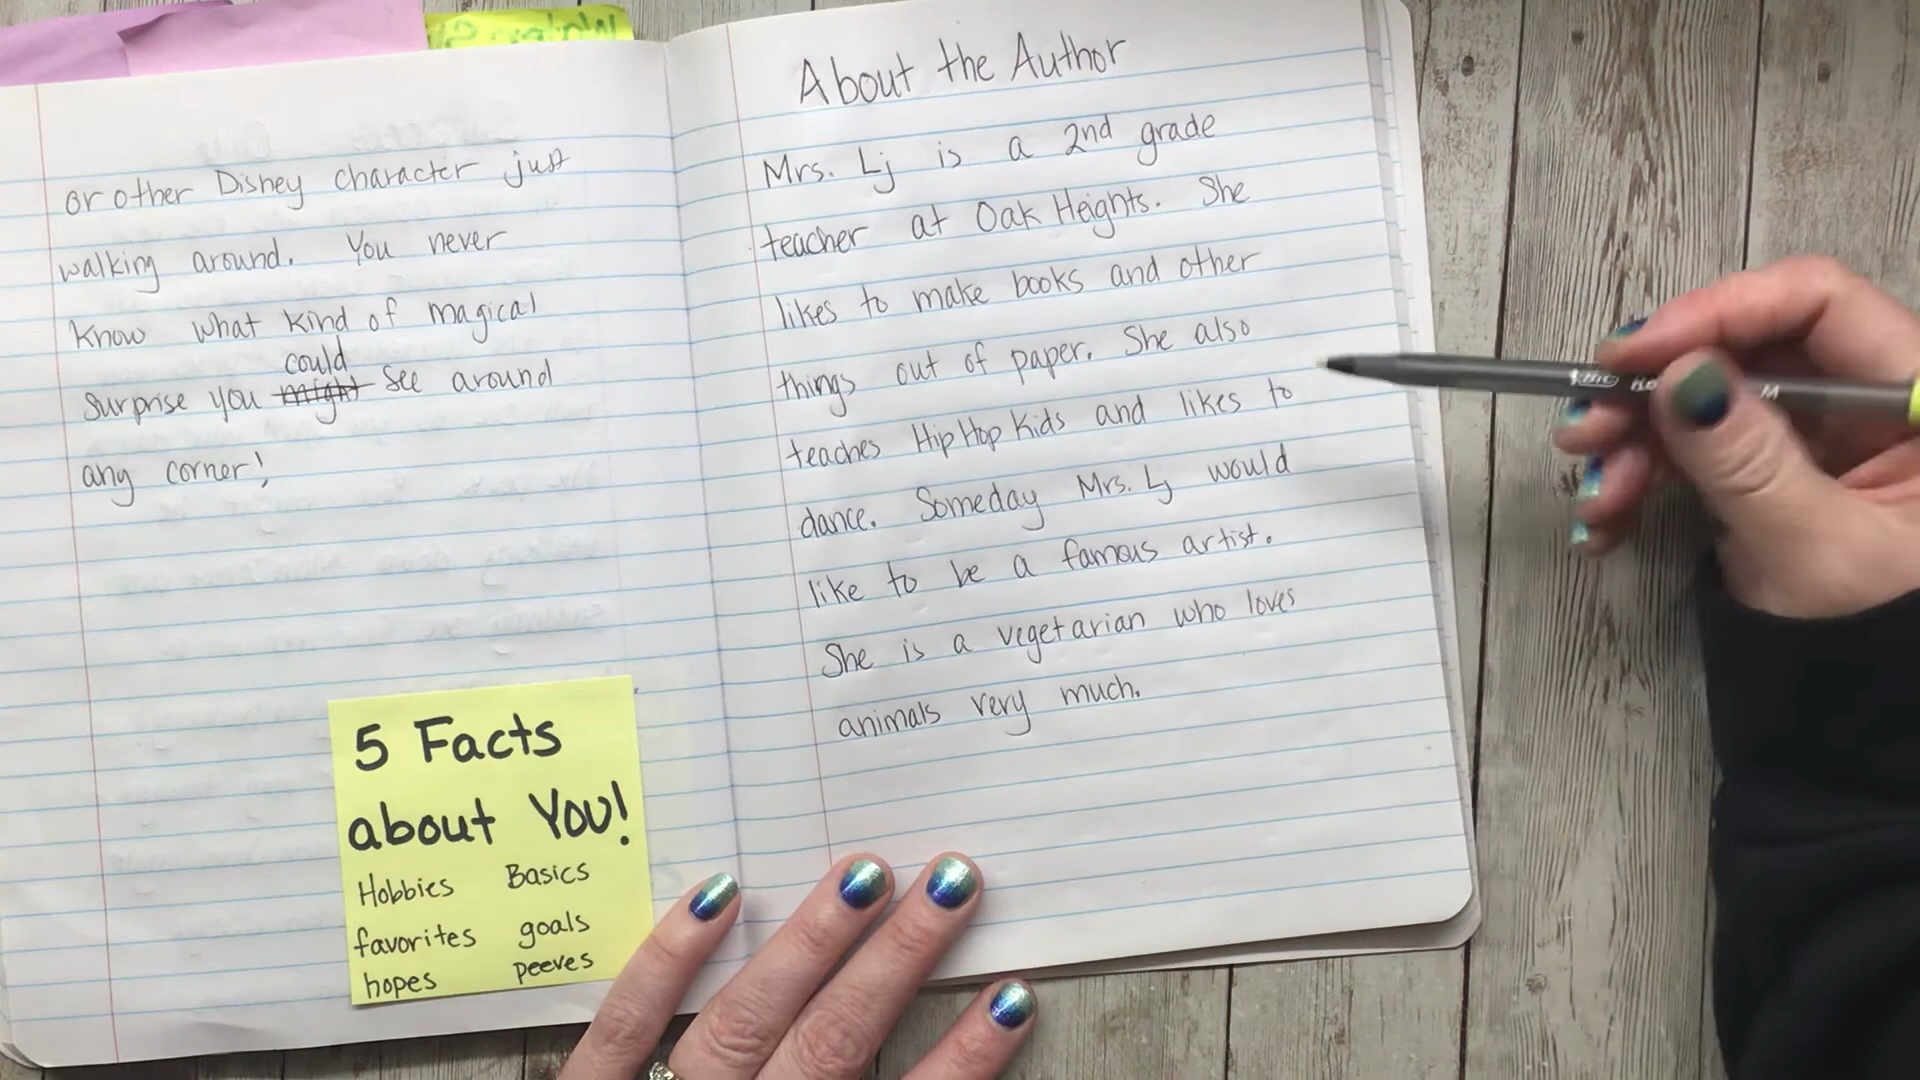 or other Disney character just
walking around. You never
know what kind of magical
could
surprise you might see around
any corner!
5 Facts
about You!
Hobbies Basics
favorites goals
hopes peeves
About the Author
Mrs. Lj is a 2nd grade
teacher at Oak Heights. She
likes to make books and other
things out of paper. She also
teaches Hip Hop Kids and likes to
dance. Someday Mrs. Lj would
like to be a famous artist.
She is a vegetarian who loves
animals very much.
BIC